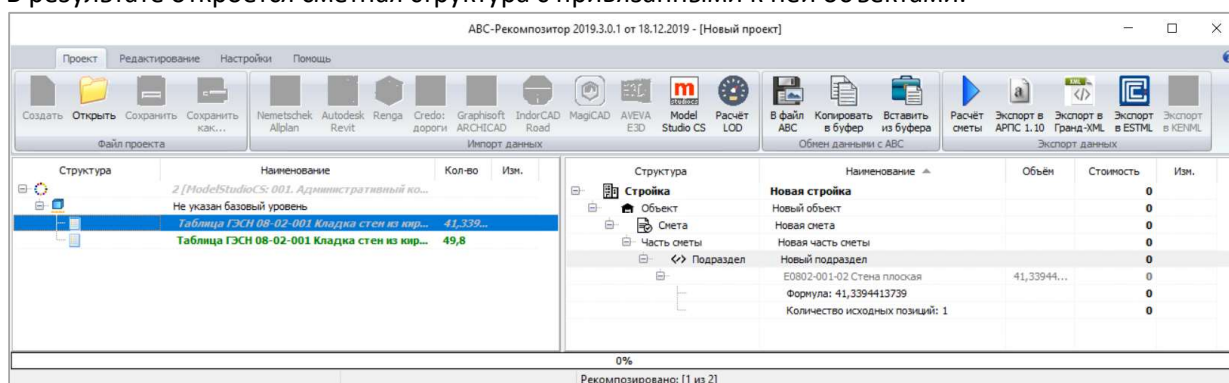 В результате откроется сметная структура с привязанными к ней объектами.
АВС-Рекомпозитор 2019.3.0.1 от 18.12.2019 - [Новый проект]
Проект Редактирование Настройки Помощь
Создать Открыть Сохранить Сохранить как... Nemetschek Allplan Autodesk Revit Renga Credo: дороги Graphisoft ARCHICAD IndorCAD Road MagiCAD AVEVA E3D Model Studio CS Расчёт LOD В файл ABC Копировать в буфер Вставить из буфера Расчёт сметы Экспорт в АРПС 1.10 Экспорт в Гранд-XML Экспорт в ESTML Экспорт в KENML
Файл проекта Импорт данных Обмен данными с АВС Экспорт данных
Структура Наименование Кол-во Изм. Структура Наименование Объём Стоимость Изм.
2 [ModelStudioCS: 001. Административный ко... Стройка Новая стройка 0
Не указан базовый уровень Объект Новый объект 0
Таблица ГЭСН 08-02-001 Кладка стен из кир... 41,339... Смета Новая смета 0
Таблица ГЭСН 08-02-001 Кладка стен из кир... 49,8 Часть сметы Новая часть сметы 0
Подраздел Новый подраздел 0
E0802-001-02 Стена плоская 41,33944... 0
Формула: 41,3394413739 0
Количество исходных позиций: 1 0
0%
Рекомпозировано: [1 из 2]